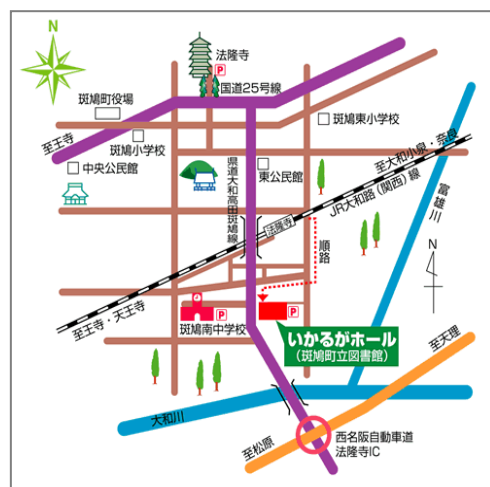 N
法隆寺
P
国道25号線
斑鳩町役場
斑鳩東小学校
至王寺
斑鳩小学校
中央公民館
県道大和高田斑鳩線
東公民館
至大和小泉・奈良
JR大和路(関西)線
富雄川
法隆寺
順路
N
至王寺・天王寺
P
斑鳩南中学校
P
いかるがホール
(斑鳩町立図書館)
至天理
大和川
至松原
西名阪自動車道
法隆寺IC